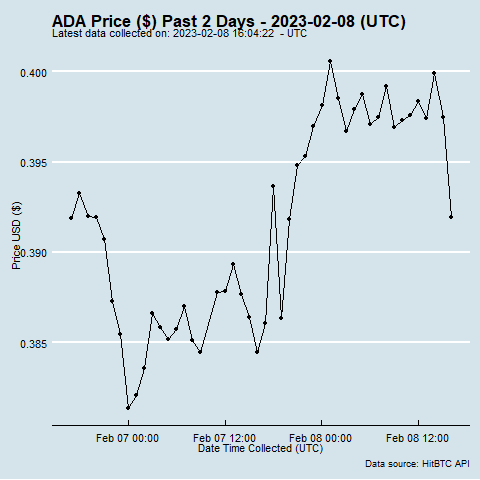 ADA Price ($) Past 2 Days - 2023-02-08 (UTC)
Latest data collected on: 2023-02-08 16:04:22  - UTC
0.400
0.395
0.390
0.385
Price USD ($)
Feb 07 00:00
Feb 07 12:00
Feb 08 00:00
Feb 08 12:00
Date Time Collected (UTC)
Data source: HitBTC API